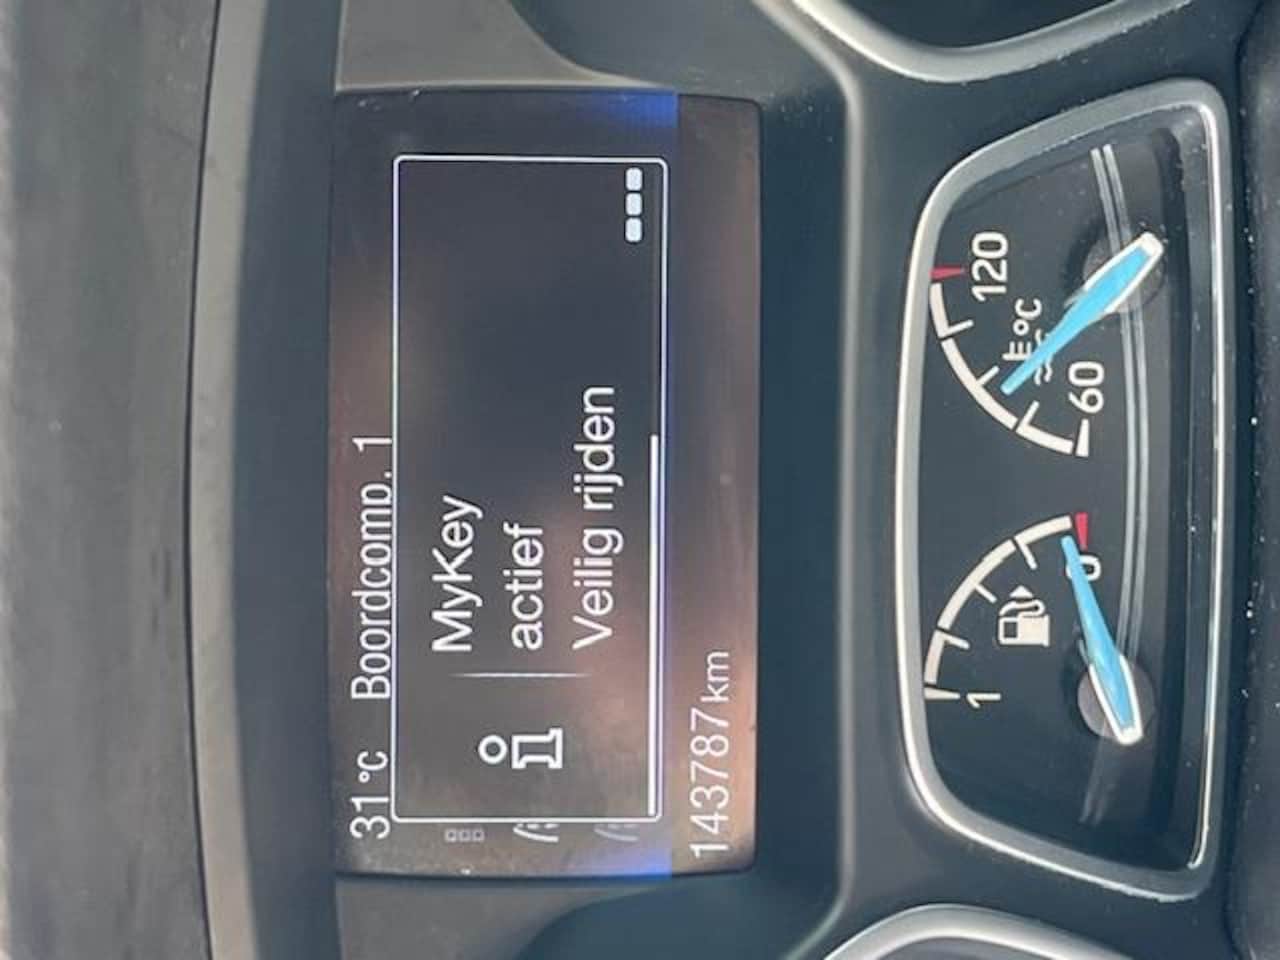 31°C Boordcomp. 1
MyKey
actief
Veilig rijden
143787 km
1
0
60
°C
120